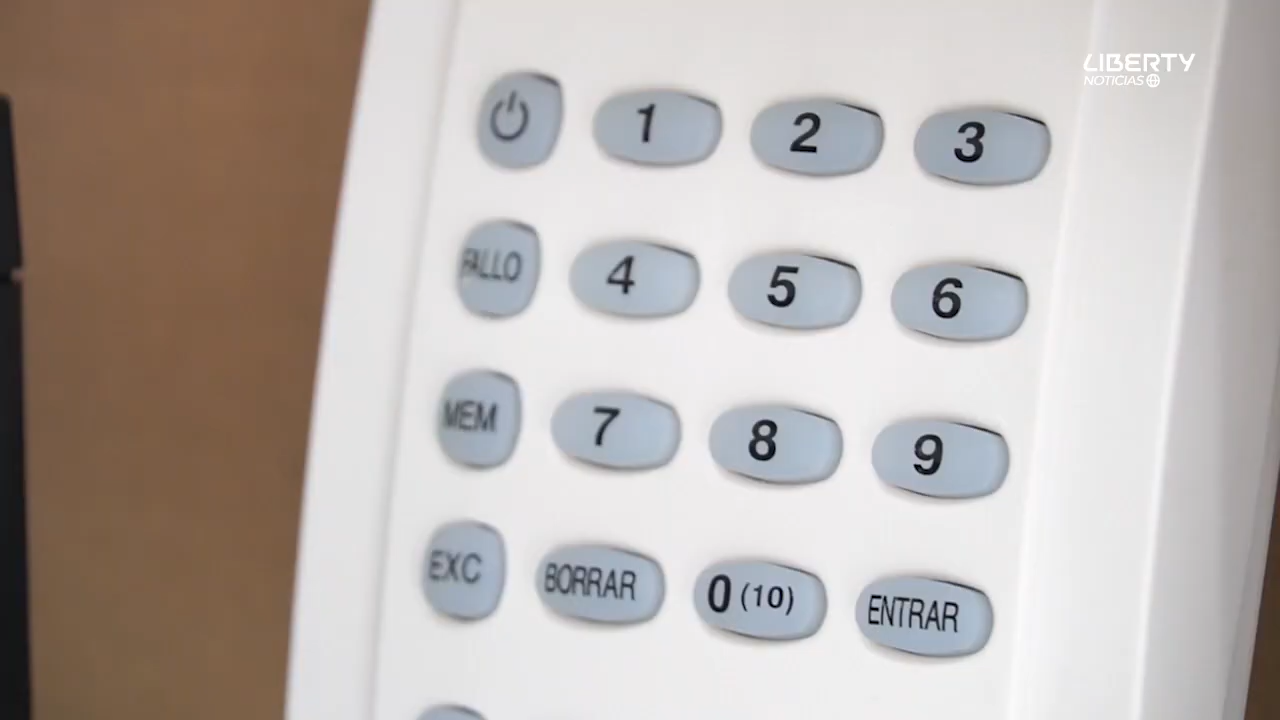 LIBERTY
NOTICIAS
1 2 3
FALLO 4 5 6
MEM 7 8 9
EXC BORRAR 0 (10) ENTRAR